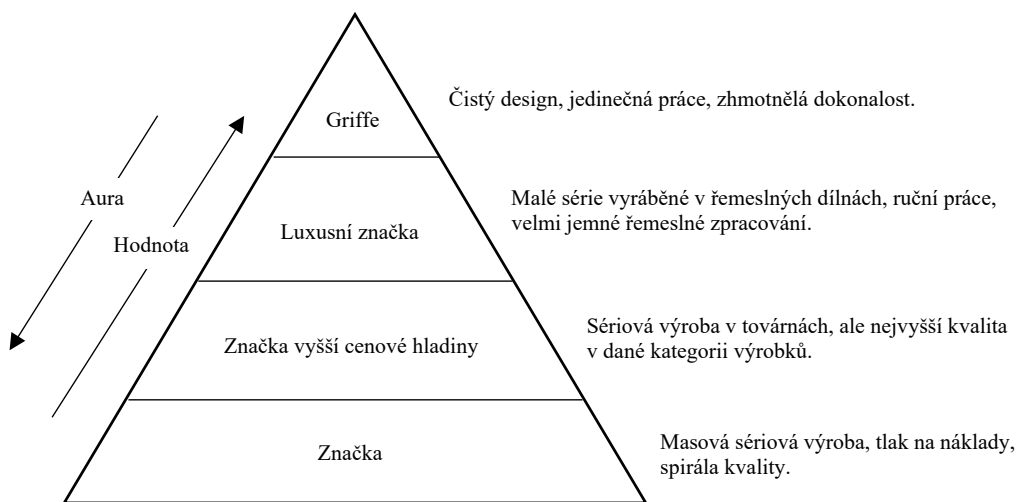 Griffe
Čistý design, jedinečná práce, zhmotnělá dokonalost.
Aura
Hodnota
Luxusní značka
Malé série vyráběné v řemeslných dílnách, ruční práce,
velmi jemné řemeslné zpracování.
Značka vyšší cenové hladiny
Sériová výroba v továrnách, ale nejvyšší kvalita
v dané kategorii výrobků.
Značka
Masová sériová výroba, tlak na náklady,
spirála kvality.